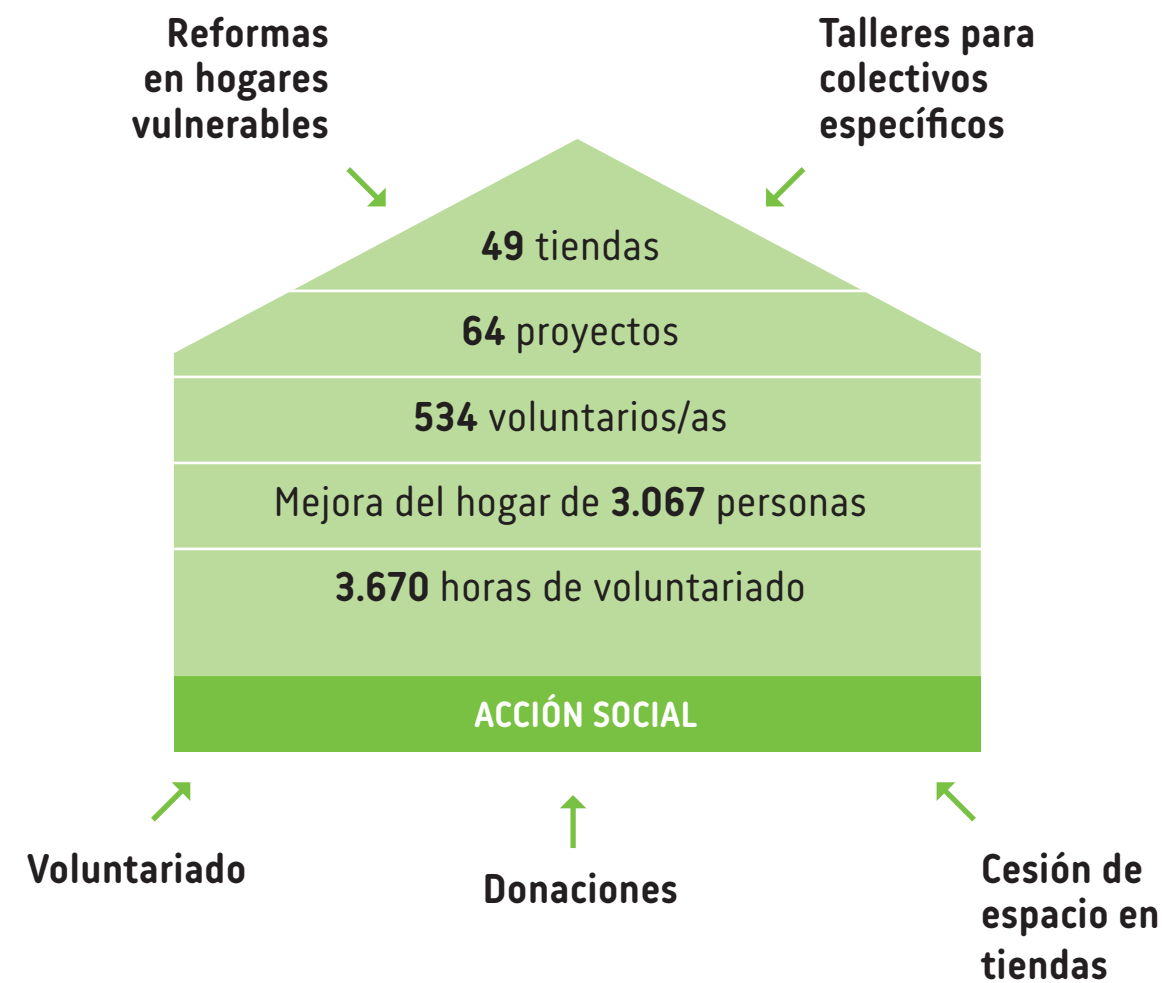 Reformas
en hogares
vulnerables
Talleres para
colectivos
específicos
49 tiendas
64 proyectos
534 voluntarios/as
Mejora del hogar de 3.067 personas
3.670 horas de voluntariado
ACCIÓN SOCIAL
Voluntariado
Donaciones
Cesión de
espacio en
tiendas